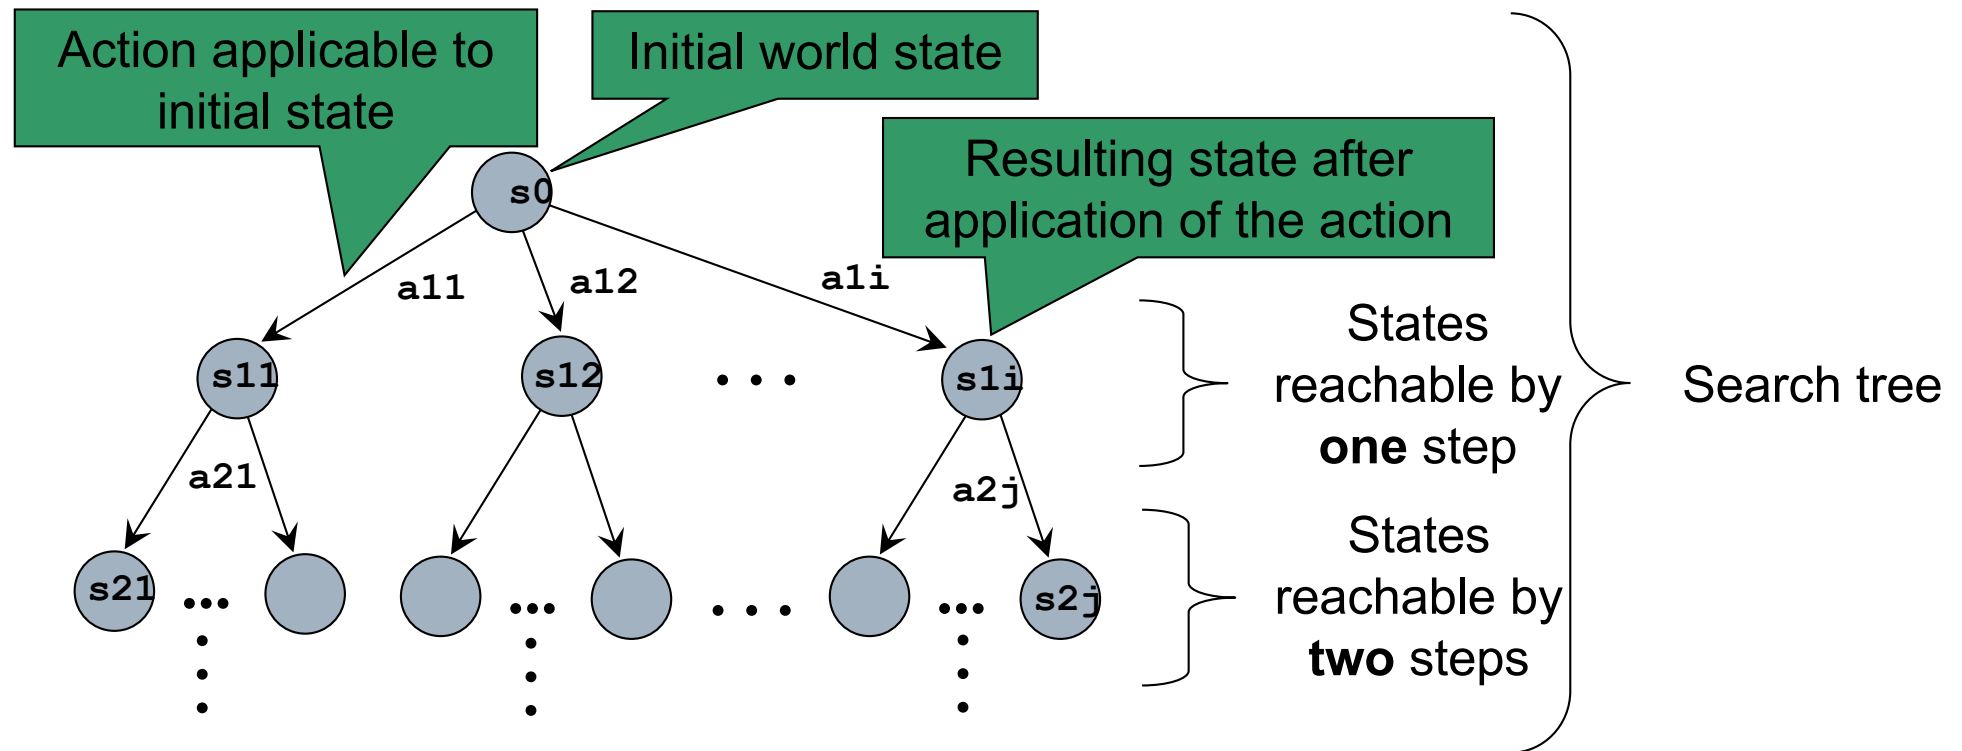 Action applicable to
initial state
Initial world state
Resulting state after
application of the action
s0
a11
a12
a1i
s11
s12
. . .
s1i
States
reachable by
one step
Search tree
a21
a2j
s21
...
...
. . .
...
s2j
States
reachable by
two steps